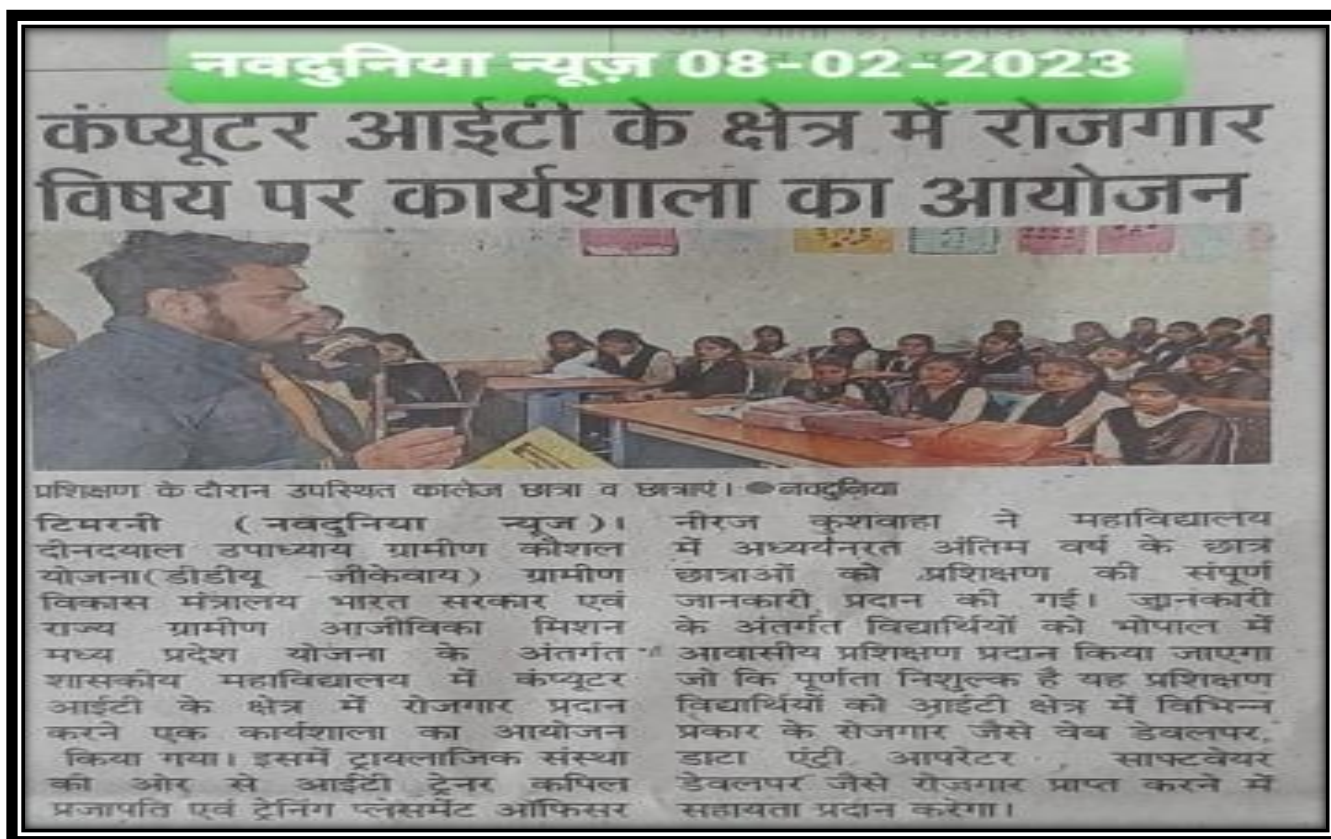 नवदुनिया न्यूज़ 08-02-2023
कंप्यूटर आईटी के क्षेत्र में रोजगार
विषय पर कार्यशाला का आयोजन
प्रशिक्षण के दौरान उपस्थित कालेज छात्रा व छात्राएं। ●नवदुनिया
टिमरनी (नवदुनिया न्यूज)।
दीनदयाल उपाध्याय ग्रामीण कौशल
योजना(डीडीयू -जीकेवाय) ग्रामीण
विकास मंत्रालय भारत सरकार एवं
राज्य ग्रामीण आजीविका मिशन
मध्य प्रदेश योजना के अंतर्गत
शासकीय महाविद्यालय में कंप्यूटर
आईटी के क्षेत्र में रोजगार प्रदान
करने एक कार्यशाला का आयोजन
किया गया। इसमें ट्रायलाजिक संस्था
की ओर से आईटी ट्रेनर कपिल
प्रजापति एवं ट्रेनिंग प्लेसमेंट ऑफिसर
नीरज कुशवाहा ने महाविद्यालय
में अध्यर्यनरत अंतिम वर्ष के छात्र
छात्राओं को प्रशिक्षण की संपूर्ण
जानकारी प्रदान की गई। जानकारी
के अंतर्गत विद्यार्थियों को भोपाल में
आवासीय प्रशिक्षण प्रदान किया जाएगा
जो कि पूर्णता निशुल्क है यह प्रशिक्षण
विद्यार्थियों को आईटी क्षेत्र में विभिन्न
प्रकार के रोजगार जैसे वेब डेवलपर,
डाटा एंट्री आपरेटर , साफ्टवेयर
डेवलपर जैसे रोजगार प्राप्त करने में
सहायता प्रदान करेगा।